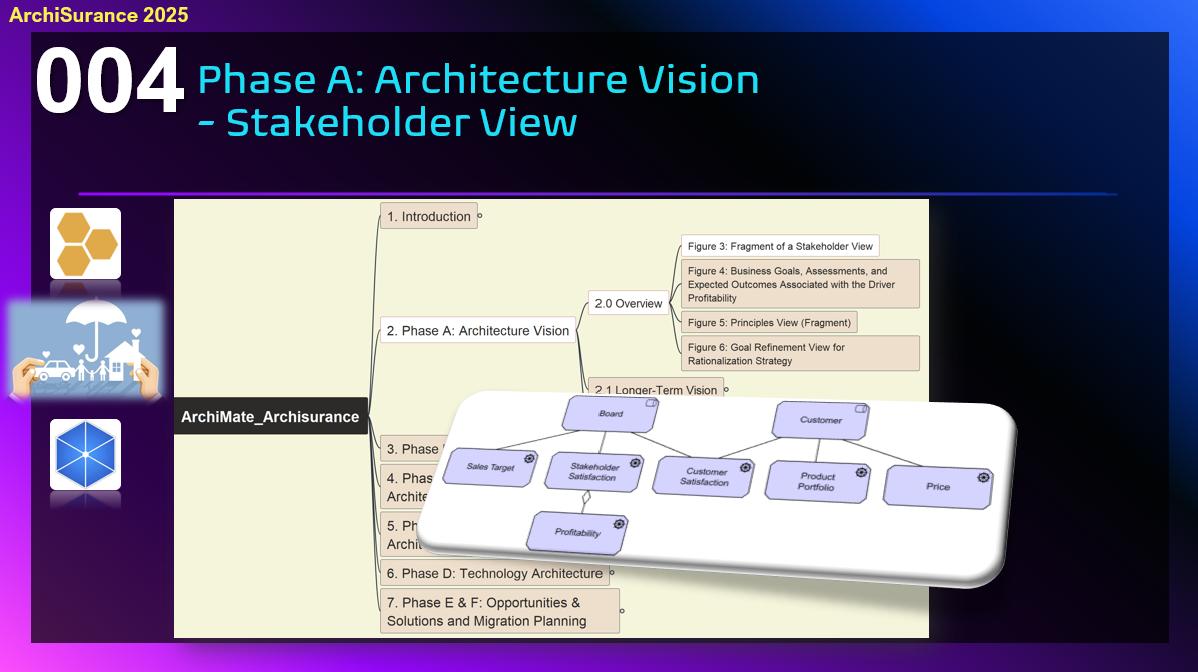 ArchiSurance 2025
004
Phase A: Architecture Vision
- Stakeholder View
1. Introduction
Figure 3: Fragment of a Stakeholder View
Figure 4: Business Goals, Assessments, and
Expected Outcomes Associated with the Driver
Profitability
2.0 Overview
Figure 5: Principles View (Fragment)
2. Phase A: Architecture Vision
Figure 6: Goal Refinement View for
Rationalization Strategy
2.1 Longer-Term Vision
ArchiMate_Archisurance
Board
Customer
3. Phase
Sales Target
Stakeholder
Satisfaction
Customer
Satisfaction
Product
Portfolio
Price
4. Phas
Archite
5. Ph
Archi
Profitability
6. Phase D: Technology Architecture
7. Phase E & F: Opportunities &
Solutions and Migration Planning